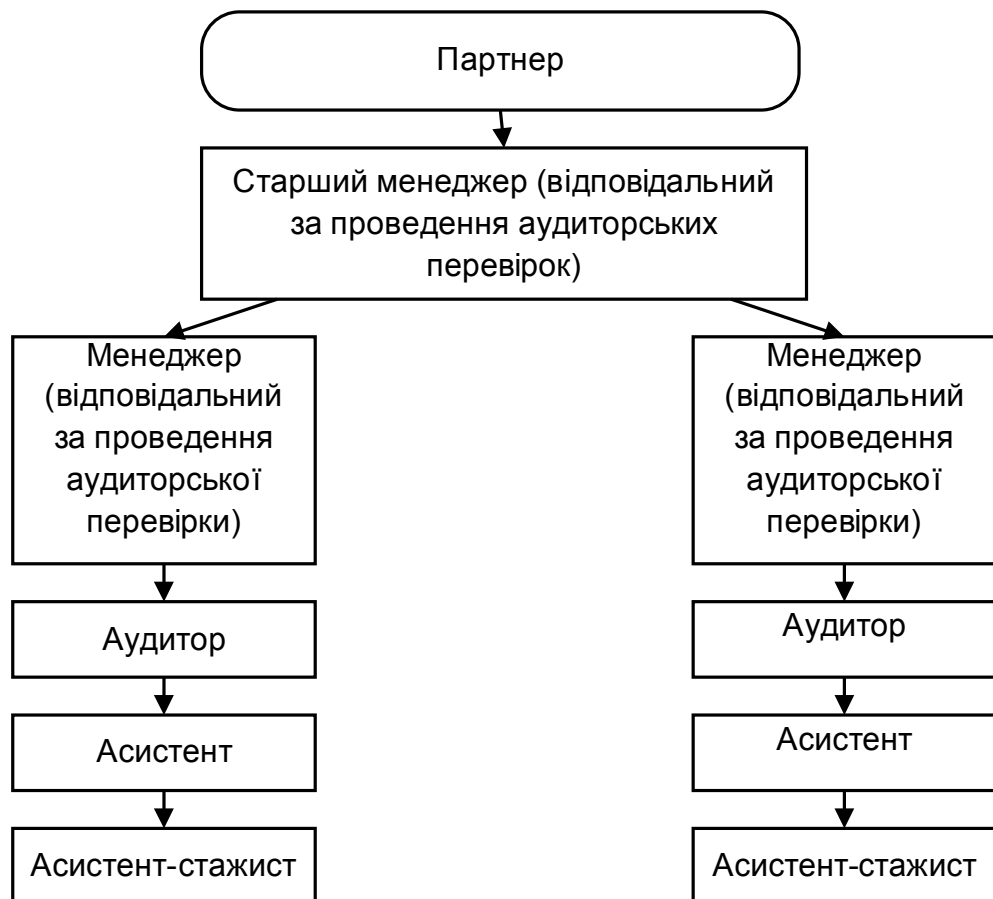 Партнер
Старший менеджер (відповідальний
за проведення аудиторських
перевірок)
Менеджер
(відповідальний
за проведення
аудиторської
перевірки)
Аудитор
Асистент
Асистент-стажист
Менеджер
(відповідальний
за проведення
аудиторської
перевірки)
Аудитор
Асистент
Асистент-стажист